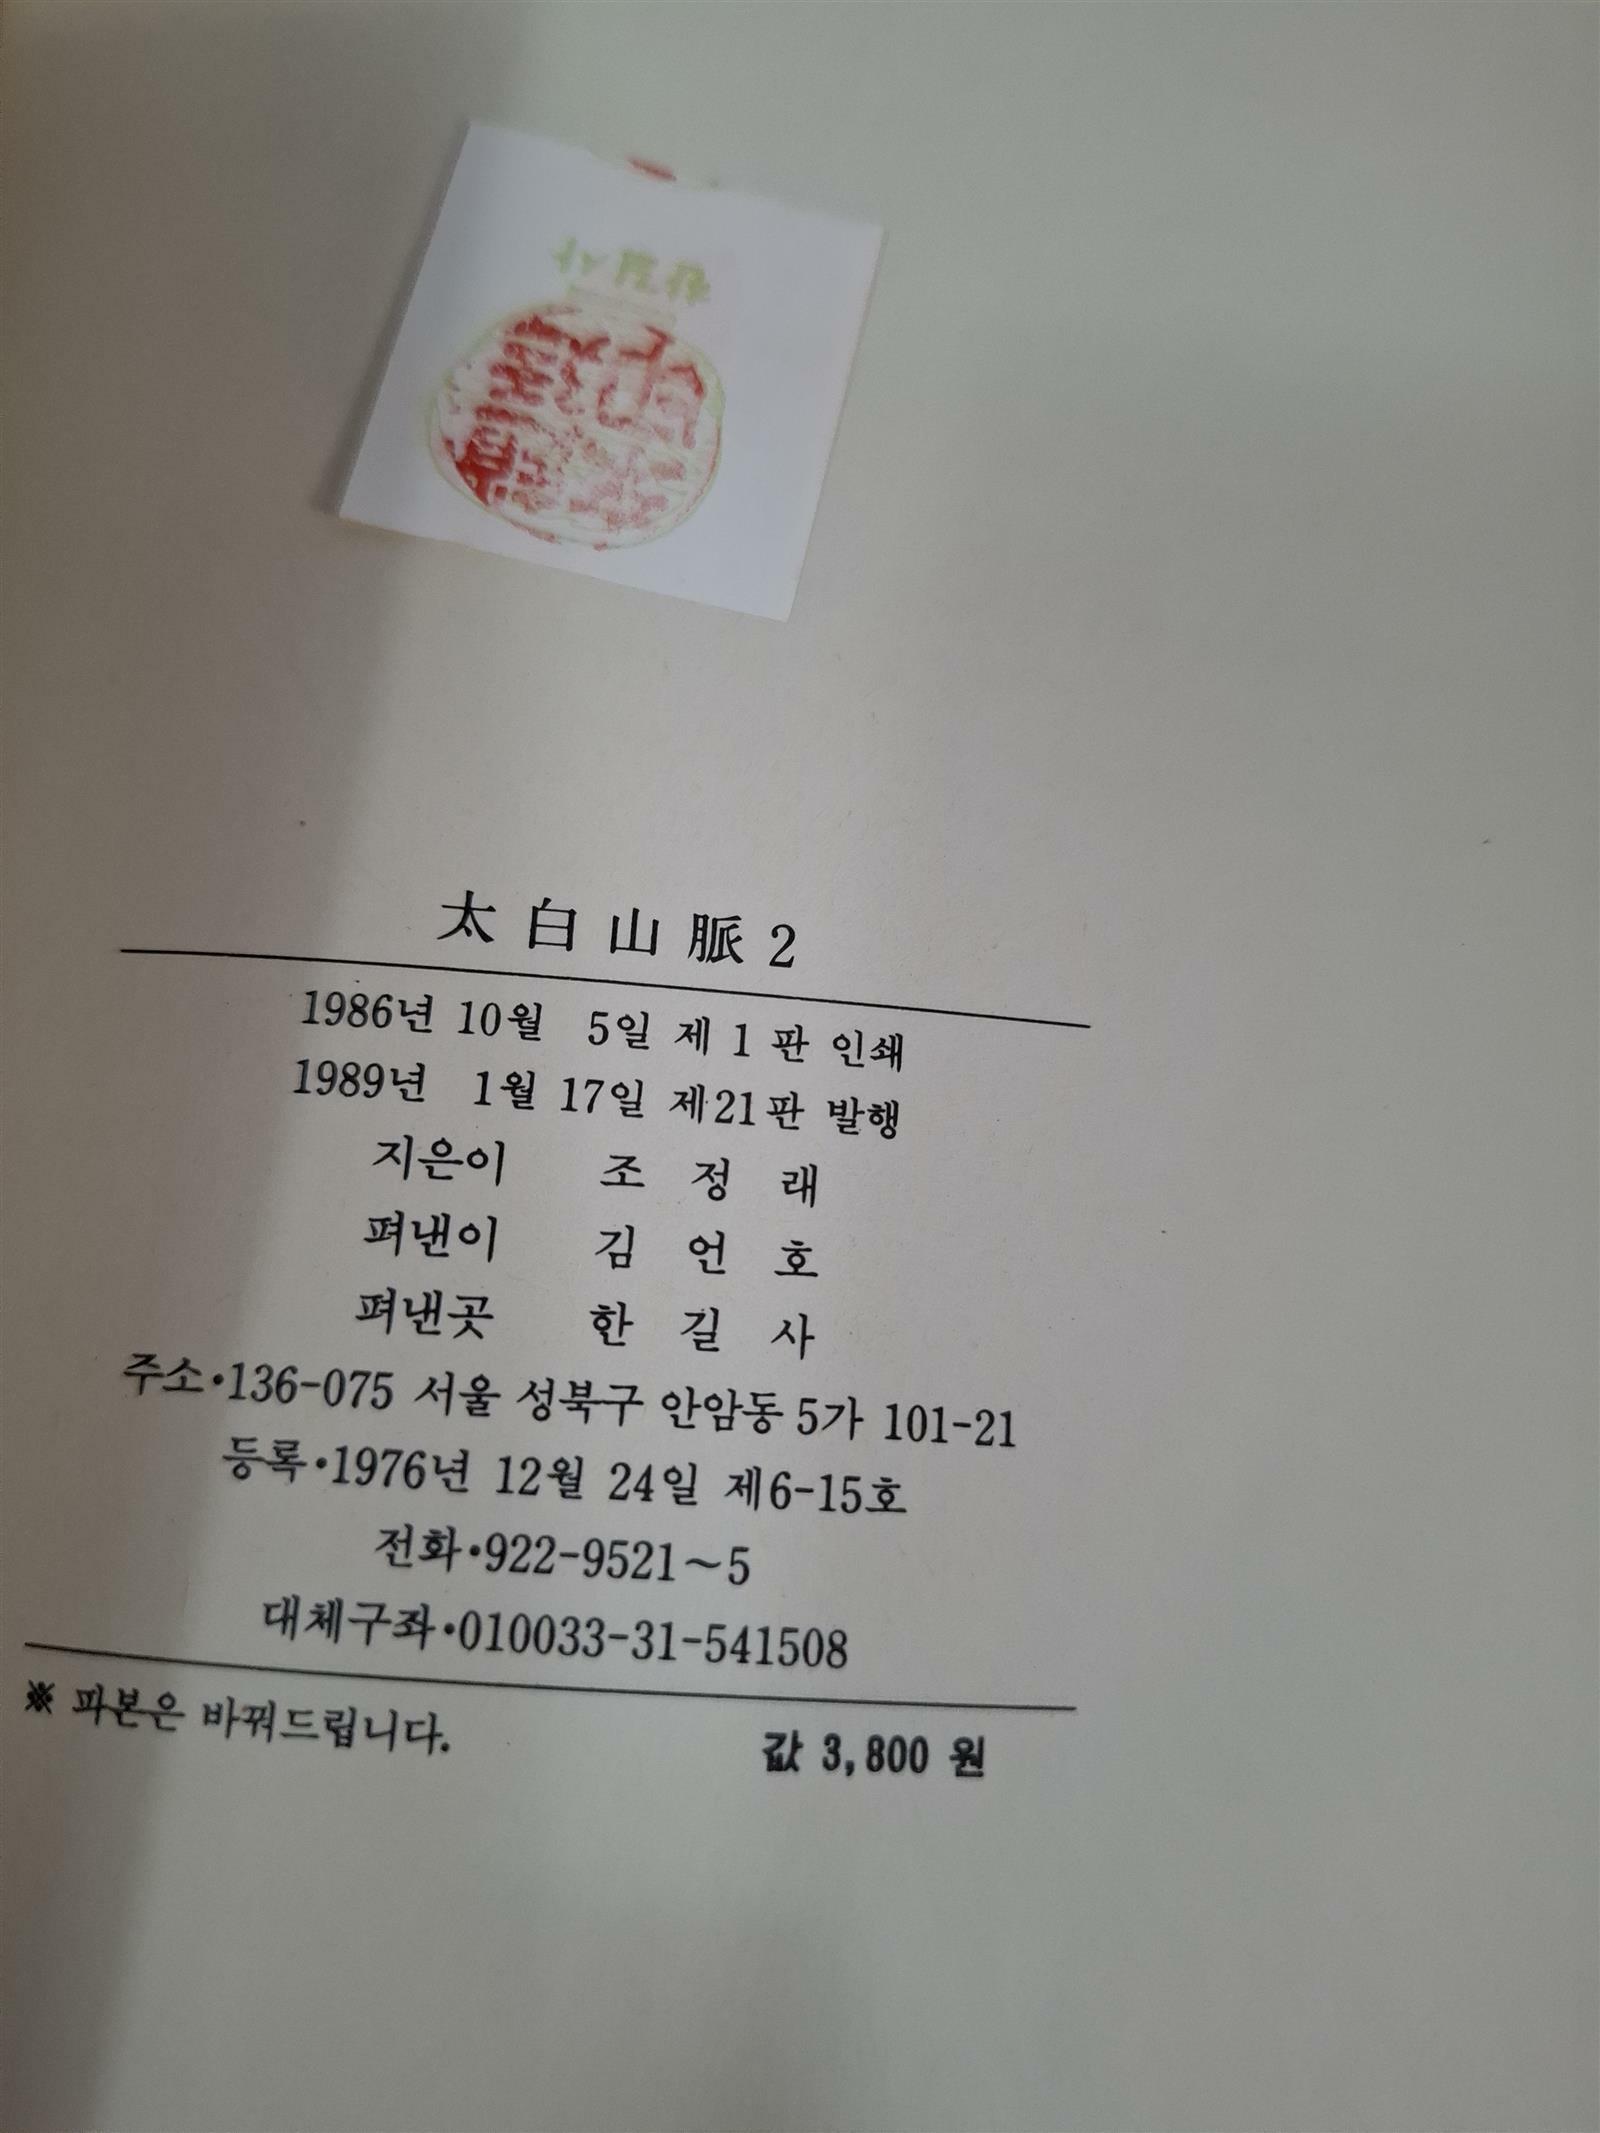 太白山脈 2
1986년 10월 5일 제 1 판 인쇄
1989년 1월 17일 제21판 발행
지은이 조 정 래
펴낸이 김 언 호
펴낸곳 한 길 사
주소·136-075 서울 성북구 안암동 5가 101-21
등록·1976년 12월 24일 제6-15호
전화·922-9521~5
대체구좌·010033-31-541508
※ 파본은 바꿔드립니다.
값 3,800 원